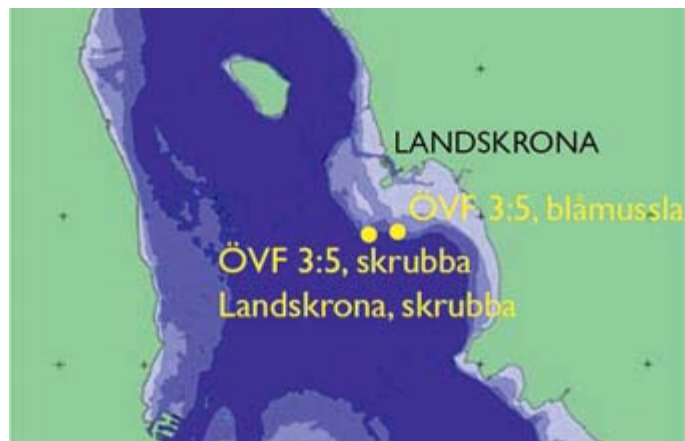 LANDSKRONA
ÖVF 3:5, blåmussla
ÖVF 3:5, skrubba
Landskrona, skrubba